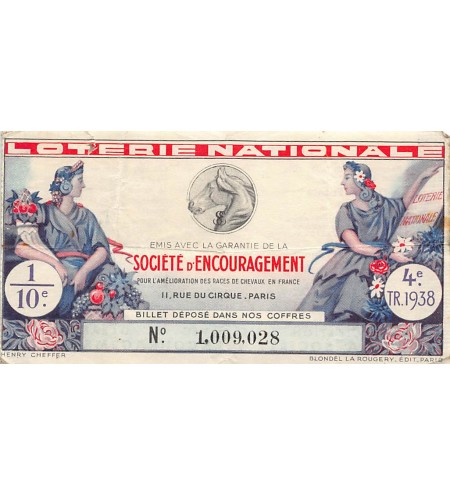 LOTERIE NATIONALE
LOTERIE
NATIONALE
EMIS AVEC LA GARANTIE DE LA
SOCIÉTÉ D'ENCOURAGEMENT
POUR L'AMÉLIORATION DES RACES DE CHEVAUX EN FRANCE
11, RUE DU CIRQUE. PARIS
1/10e
4e
TR.1938
BILLET DÉPOSÉ DANS NOS COFFRES
No. 1,009,028
HENRY CHEFFER
BLONDEL LA ROUGERY, ÉDIT. PARIS